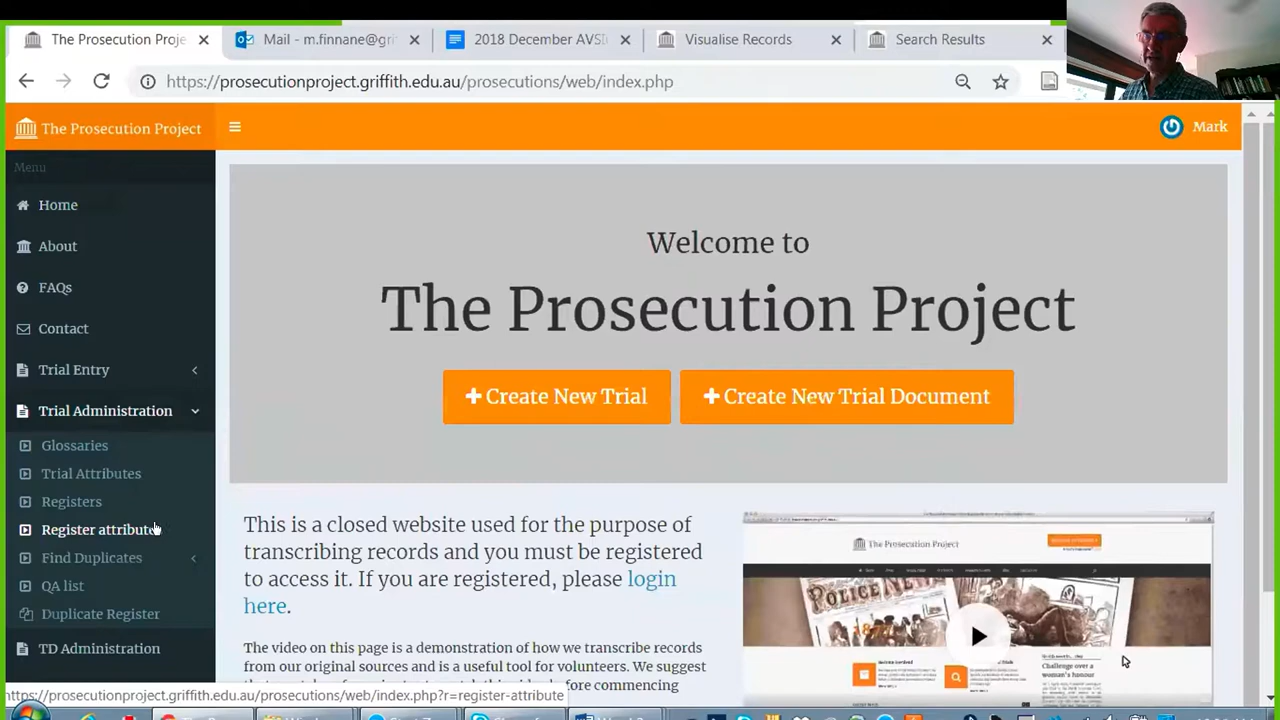 The Prosecution Proje
Mail - m.finnane@gri
2018 December AVSI
Visualise Records
Search Results
https://prosecutionproject.griffith.edu.au/prosecutions/web/index.php
The Prosecution Project
Mark
Menu
Home
About
FAQs
Contact
Trial Entry
Trial Administration
Glossaries
Trial Attributes
Registers
Register attribute
Find Duplicates
QA list
Duplicate Register
TD Administration
Welcome to
The Prosecution Project
Create New Trial
Create New Trial Document
This is a closed website used for the purpose of
transcribing records and you must be registered
to access it. If you are registered, please login
here.
The video on this page is a demonstration of how we transcribe records
from our original sources and is a useful tool for volunteers. We suggest
commencing
The Prosecution Project
POLICE NEWS
Challenge over a
woman's honour
https://prosecutionproject.griffith.edu.au/
.php?r=register-attribute